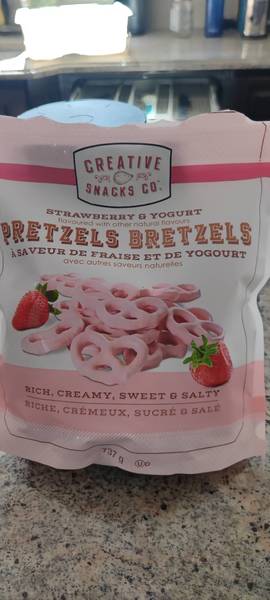 CREATIVE
SNACKS CO.
STRAWBERRY & YOGURT
flavoured with other natural flavours
PRETZELS BRETZELS
À SAVEUR DE FRAISE ET DE YOGOURT
avec autres saveurs naturelles
RICH, CREAMY, SWEET & SALTY
RICHE, CRÉMEUX, SUCRÉ & SALÉ
737 g